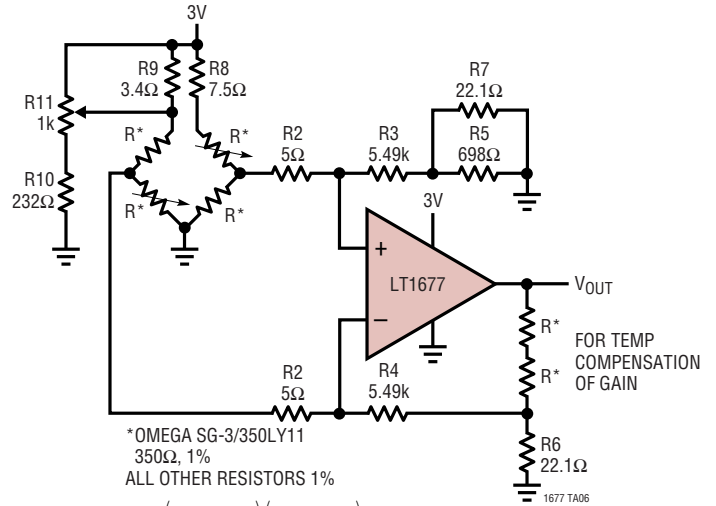 3V
R9
3.4Ω
R8
7.5Ω
R11
1k
R10
232Ω
R*
R*
R*
R*
R2
5Ω
R3
5.49k
R7
22.1Ω
R5
698Ω
3V
+
LT1677
−
VOUT
R*
R*
FOR TEMP
COMPENSATION
OF GAIN
R2
5Ω
R4
5.49k
R6
22.1Ω
*OMEGA SG-3/350LY11
350Ω, 1%
ALL OTHER RESISTORS 1%
1677 TA06